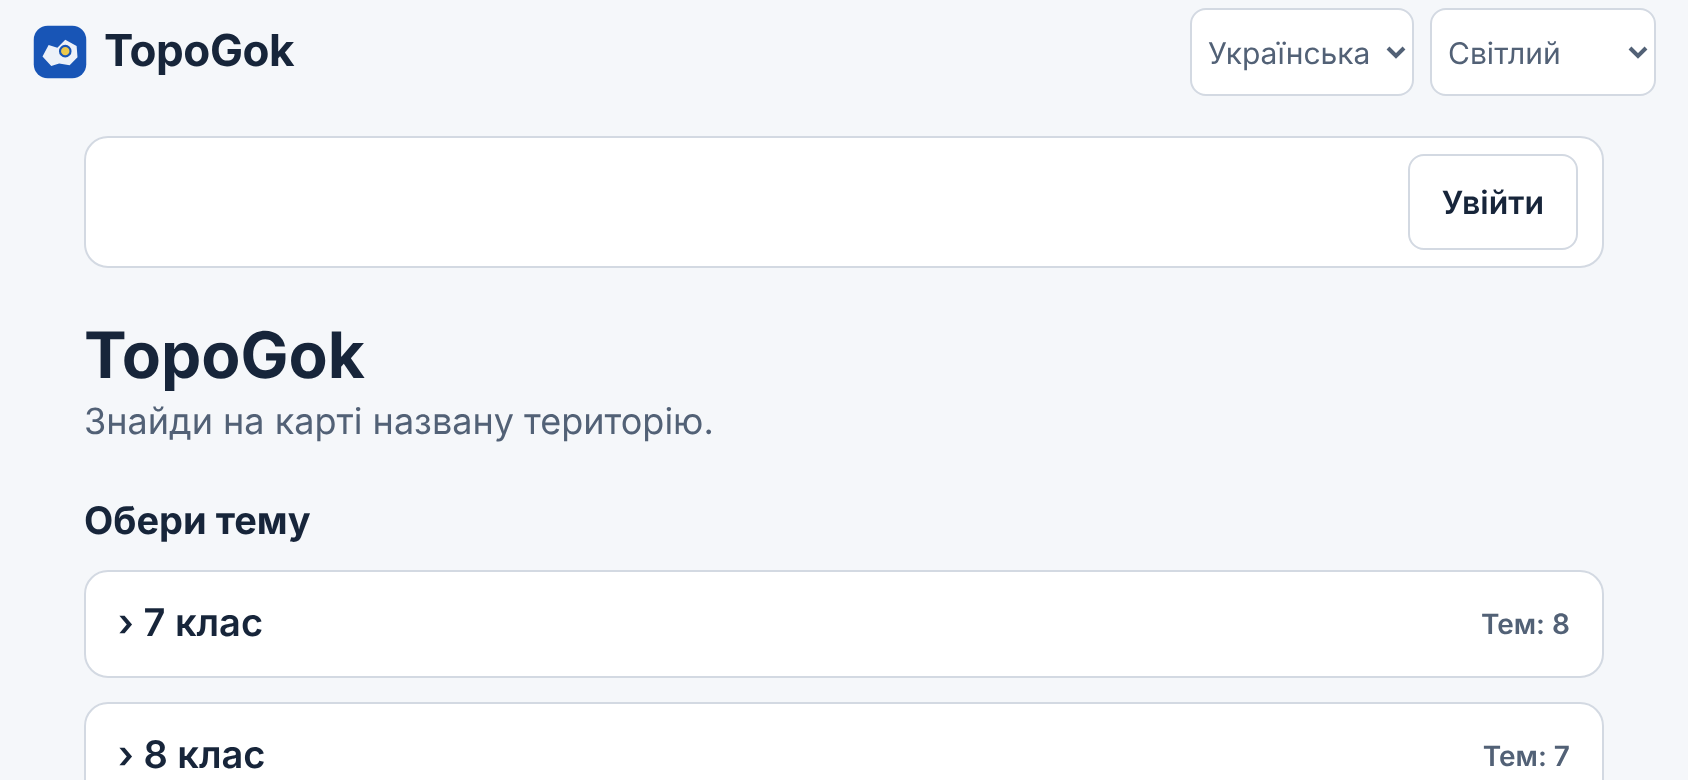 TopoGok
Українська
Світлий
Увійти
TopoGok
Знайди на карті названу територію.
Обери тему
› 7 клас
Тем: 8
› 8 клас
Тем: 7